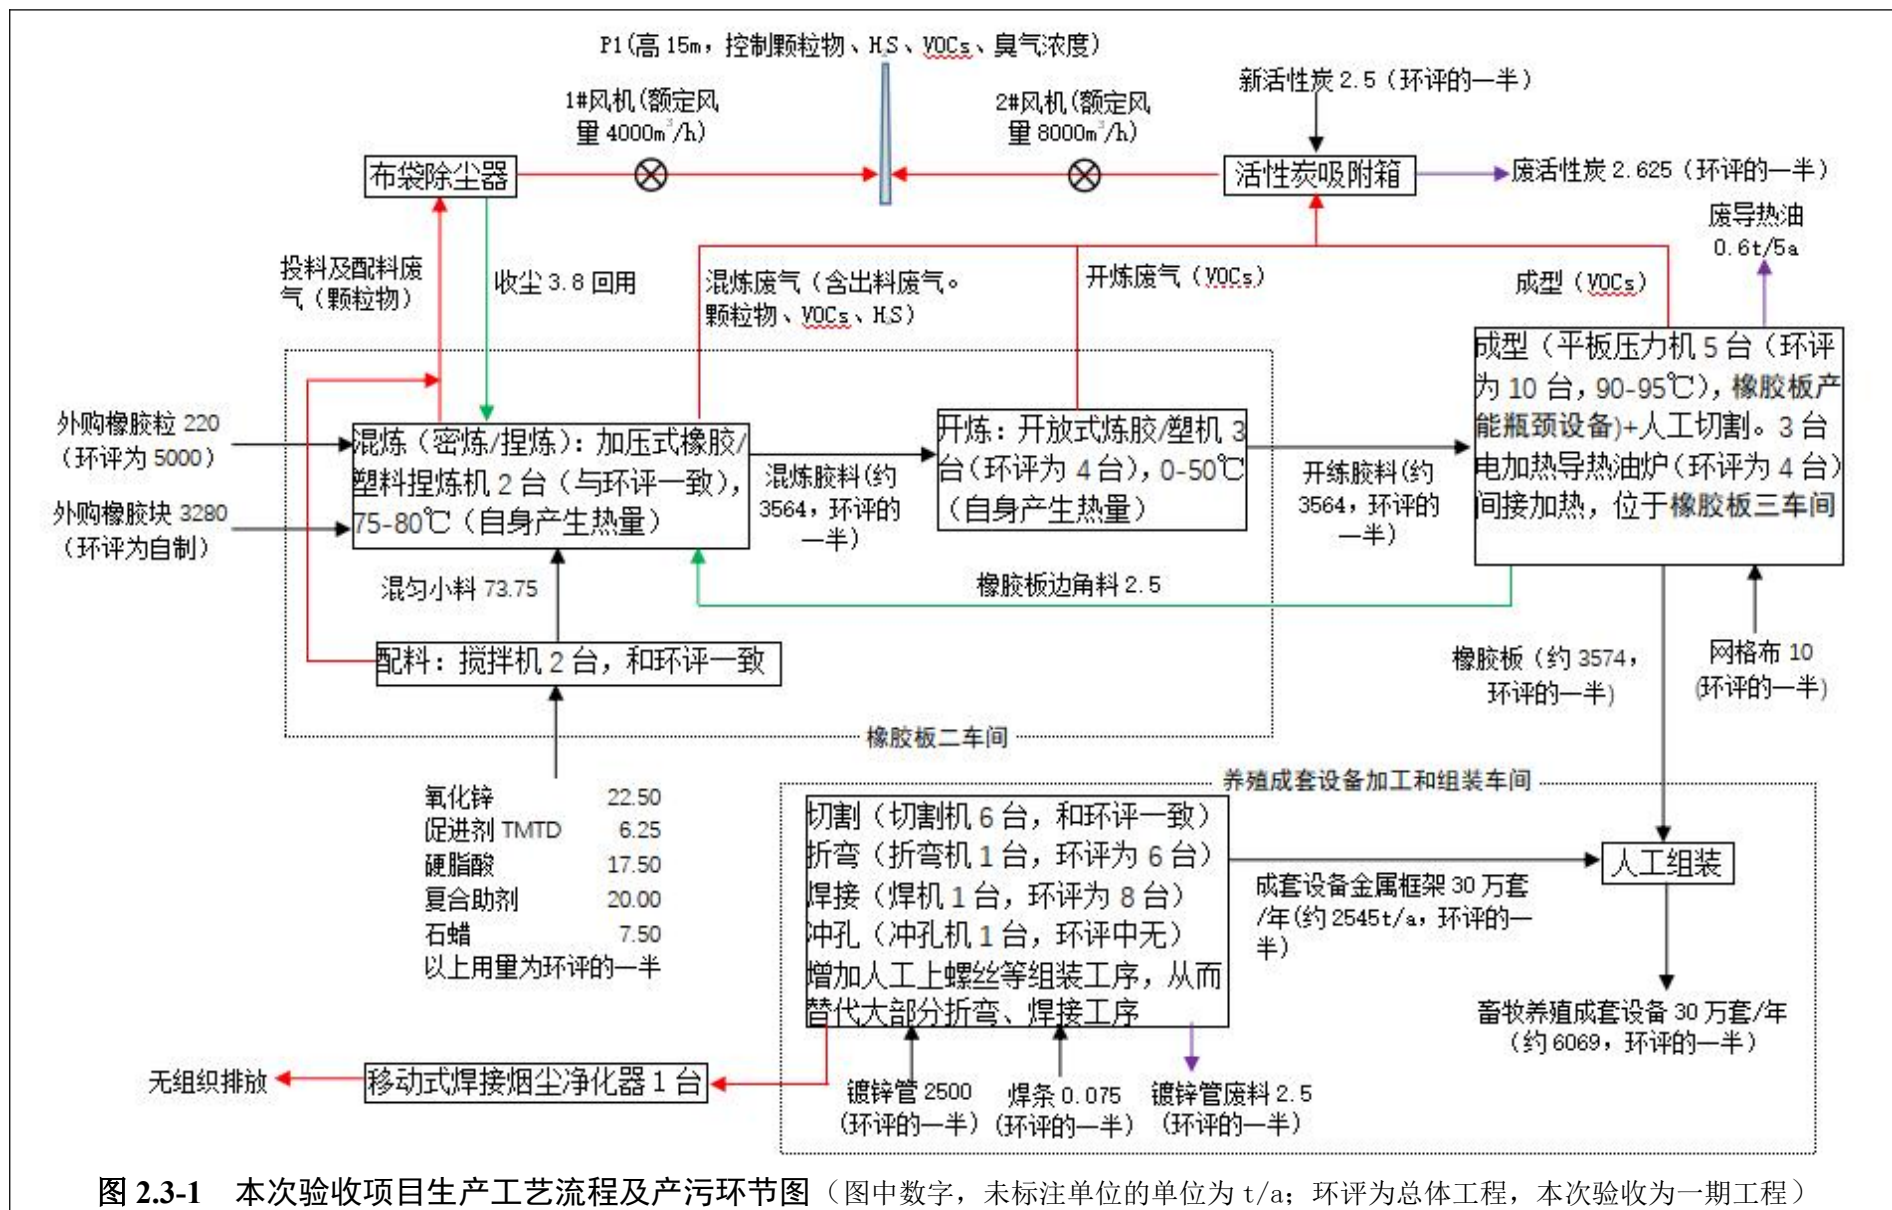 P1(高 15m，控制颗粒物、H₂S、VOCs、臭气浓度)
新活性炭 2.5（环评的一半）
1#风机(额定风
量 4000m³/h)
2#风机(额定风
量 8000m³/h)
布袋除尘器
活性炭吸附箱
废活性炭 2.625（环评的一半）
废导热油
0.6t/5a
投料及配料废
气（颗粒物）
收尘 3.8 回用
混炼废气（含出料废气。
颗粒物、VOCs、H₂S）
开炼废气（VOCs）
成型（VOCs）
外购橡胶粒 220
（环评为 5000）
外购橡胶块 3280
（环评为自制）
混炼（密炼/捏炼）：加压式橡胶/
塑料捏炼机 2 台（与环评一致），
75-80℃（自身产生热量）
混炼胶料(约
3564，环评的
一半）
开炼：开放式炼胶/塑机 3
台（环评为 4 台），0-50℃
（自身产生热量）
开练胶料（约
3564，环评的
一半）
成型（平板压力机 5 台（环评
为 10 台，90-95℃），橡胶板产
能瓶颈设备)+人工切割。3 台
电加热导热油炉（环评为 4 台）
间接加热，位于橡胶板三车间
混匀小料 73.75
橡胶板边角料 2.5
配料：搅拌机 2 台，和环评一致
橡胶板（约 3574，
环评的一半)
网格布 10
(环评的一半)
橡胶板二车间
氧化锌 22.50
促进剂 TMTD 6.25
硬脂酸 17.50
复合助剂 20.00
石蜡 7.50
以上用量为环评的一半
养殖成套设备加工和组装车间
切割（切割机 6 台，和环评一致）
折弯（折弯机 1 台，环评为 6 台）
焊接（焊机 1 台，环评为 8 台）
冲孔（冲孔机 1 台，环评中无）
增加人工上螺丝等组装工序，从而
替代大部分折弯、焊接工序
成套设备金属框架 30 万套
/年(约 2545t/a，环评的一
半)
人工组装
畜牧养殖成套设备 30 万套/年
（约 6069，环评的一半）
无组织排放
移动式焊接烟尘净化器 1 台
镀锌管 2500
(环评的一半)
焊条 0.075
(环评的一半)
镀锌管废料 2.5
(环评的一半)
图 2.3-1 本次验收项目生产工艺流程及产污环节图（图中数字，未标注单位的单位为 t/a；环评为总体工程，本次验收为一期工程）